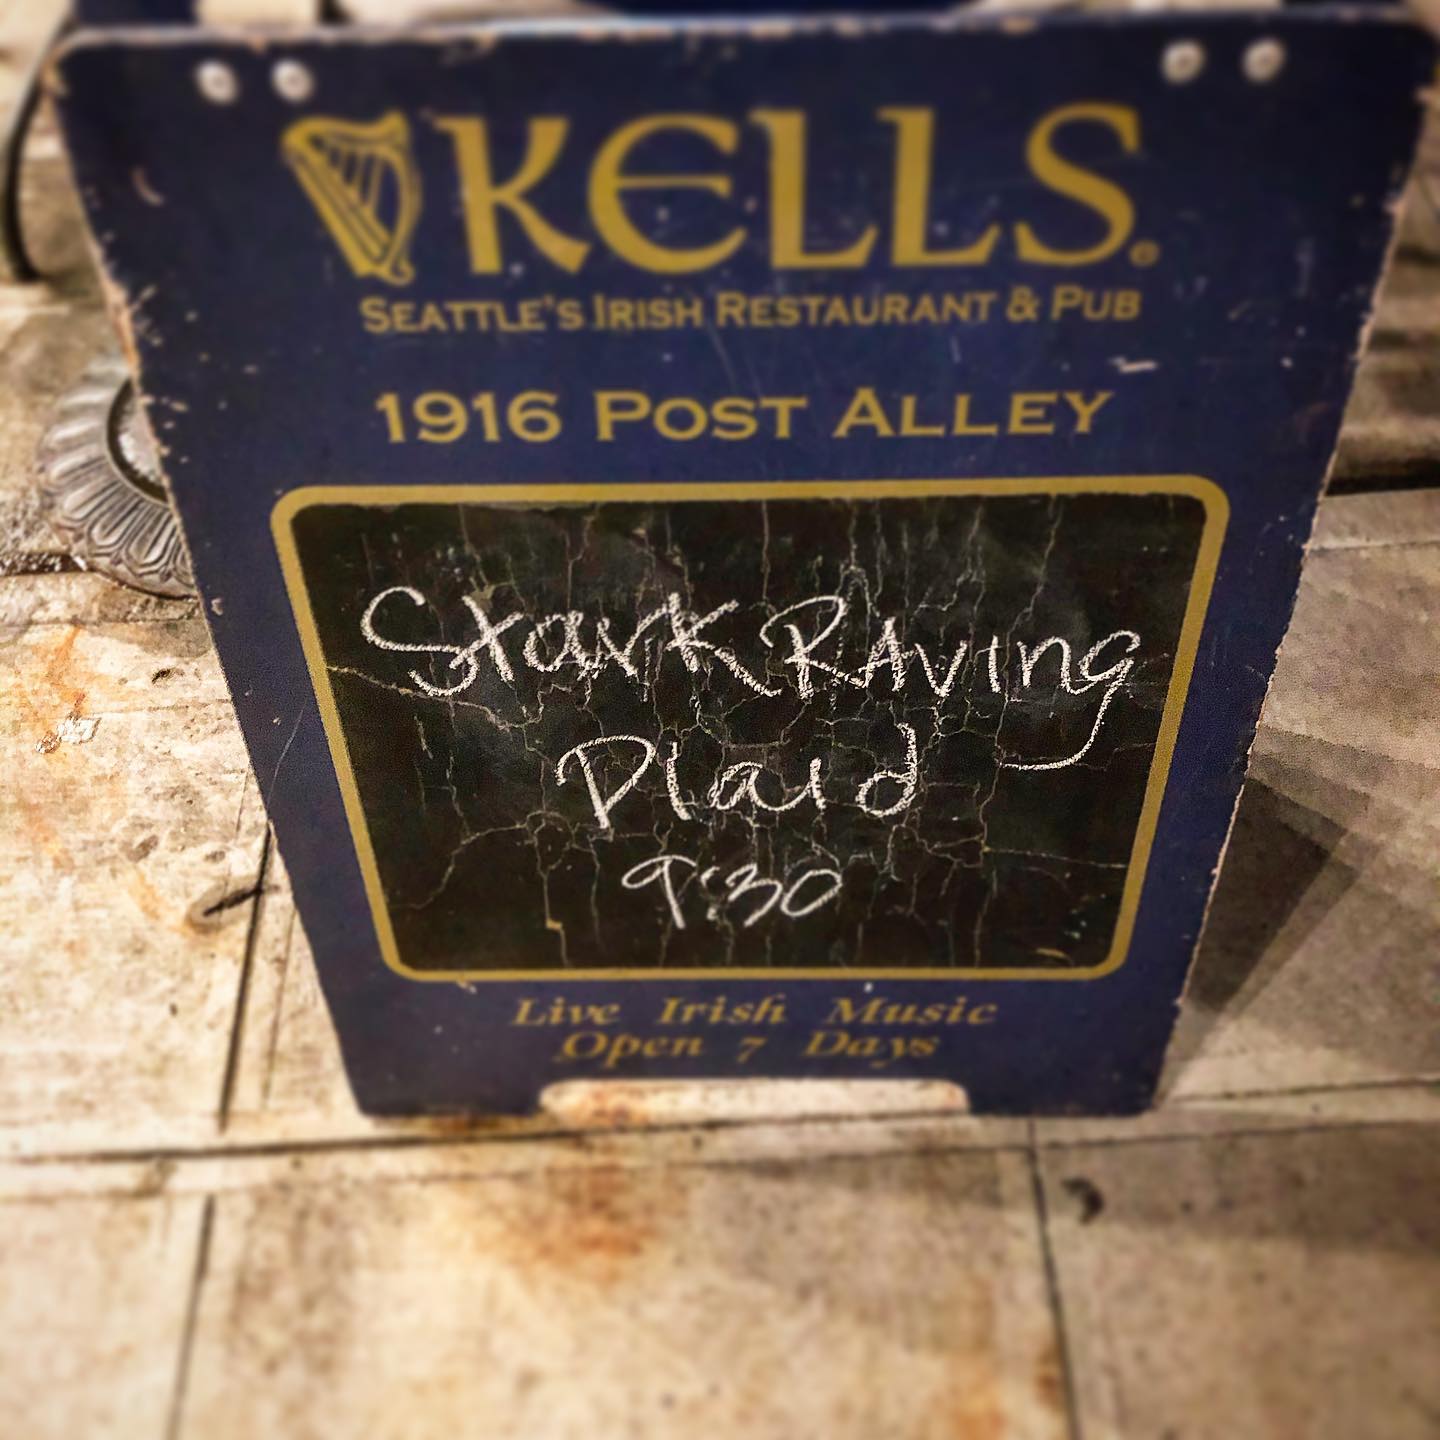 KELLS®
SEATTLE'S IRISH RESTAURANT & PUB
1916 POST ALLEY
Stark RAving
Plaid
9:30
Live Irish Music
Open 7 Days